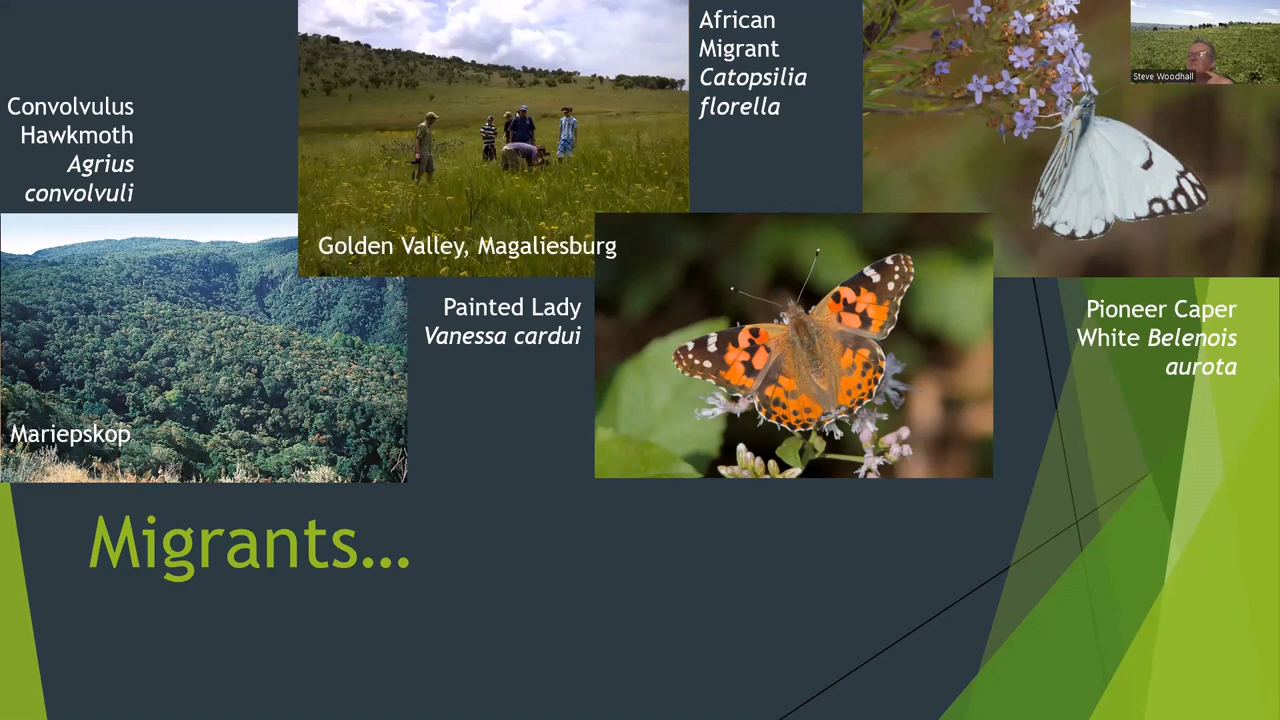 African
Migrant
Catopsilia
florella
Steve Woodhall
Convolvulus
Hawkmoth
Agrius
convolvuli
Golden Valley, Magaliesburg
Painted Lady
Vanessa cardui
Pioneer Caper
White Belenois
aurota
Mariepskop
Migrants...